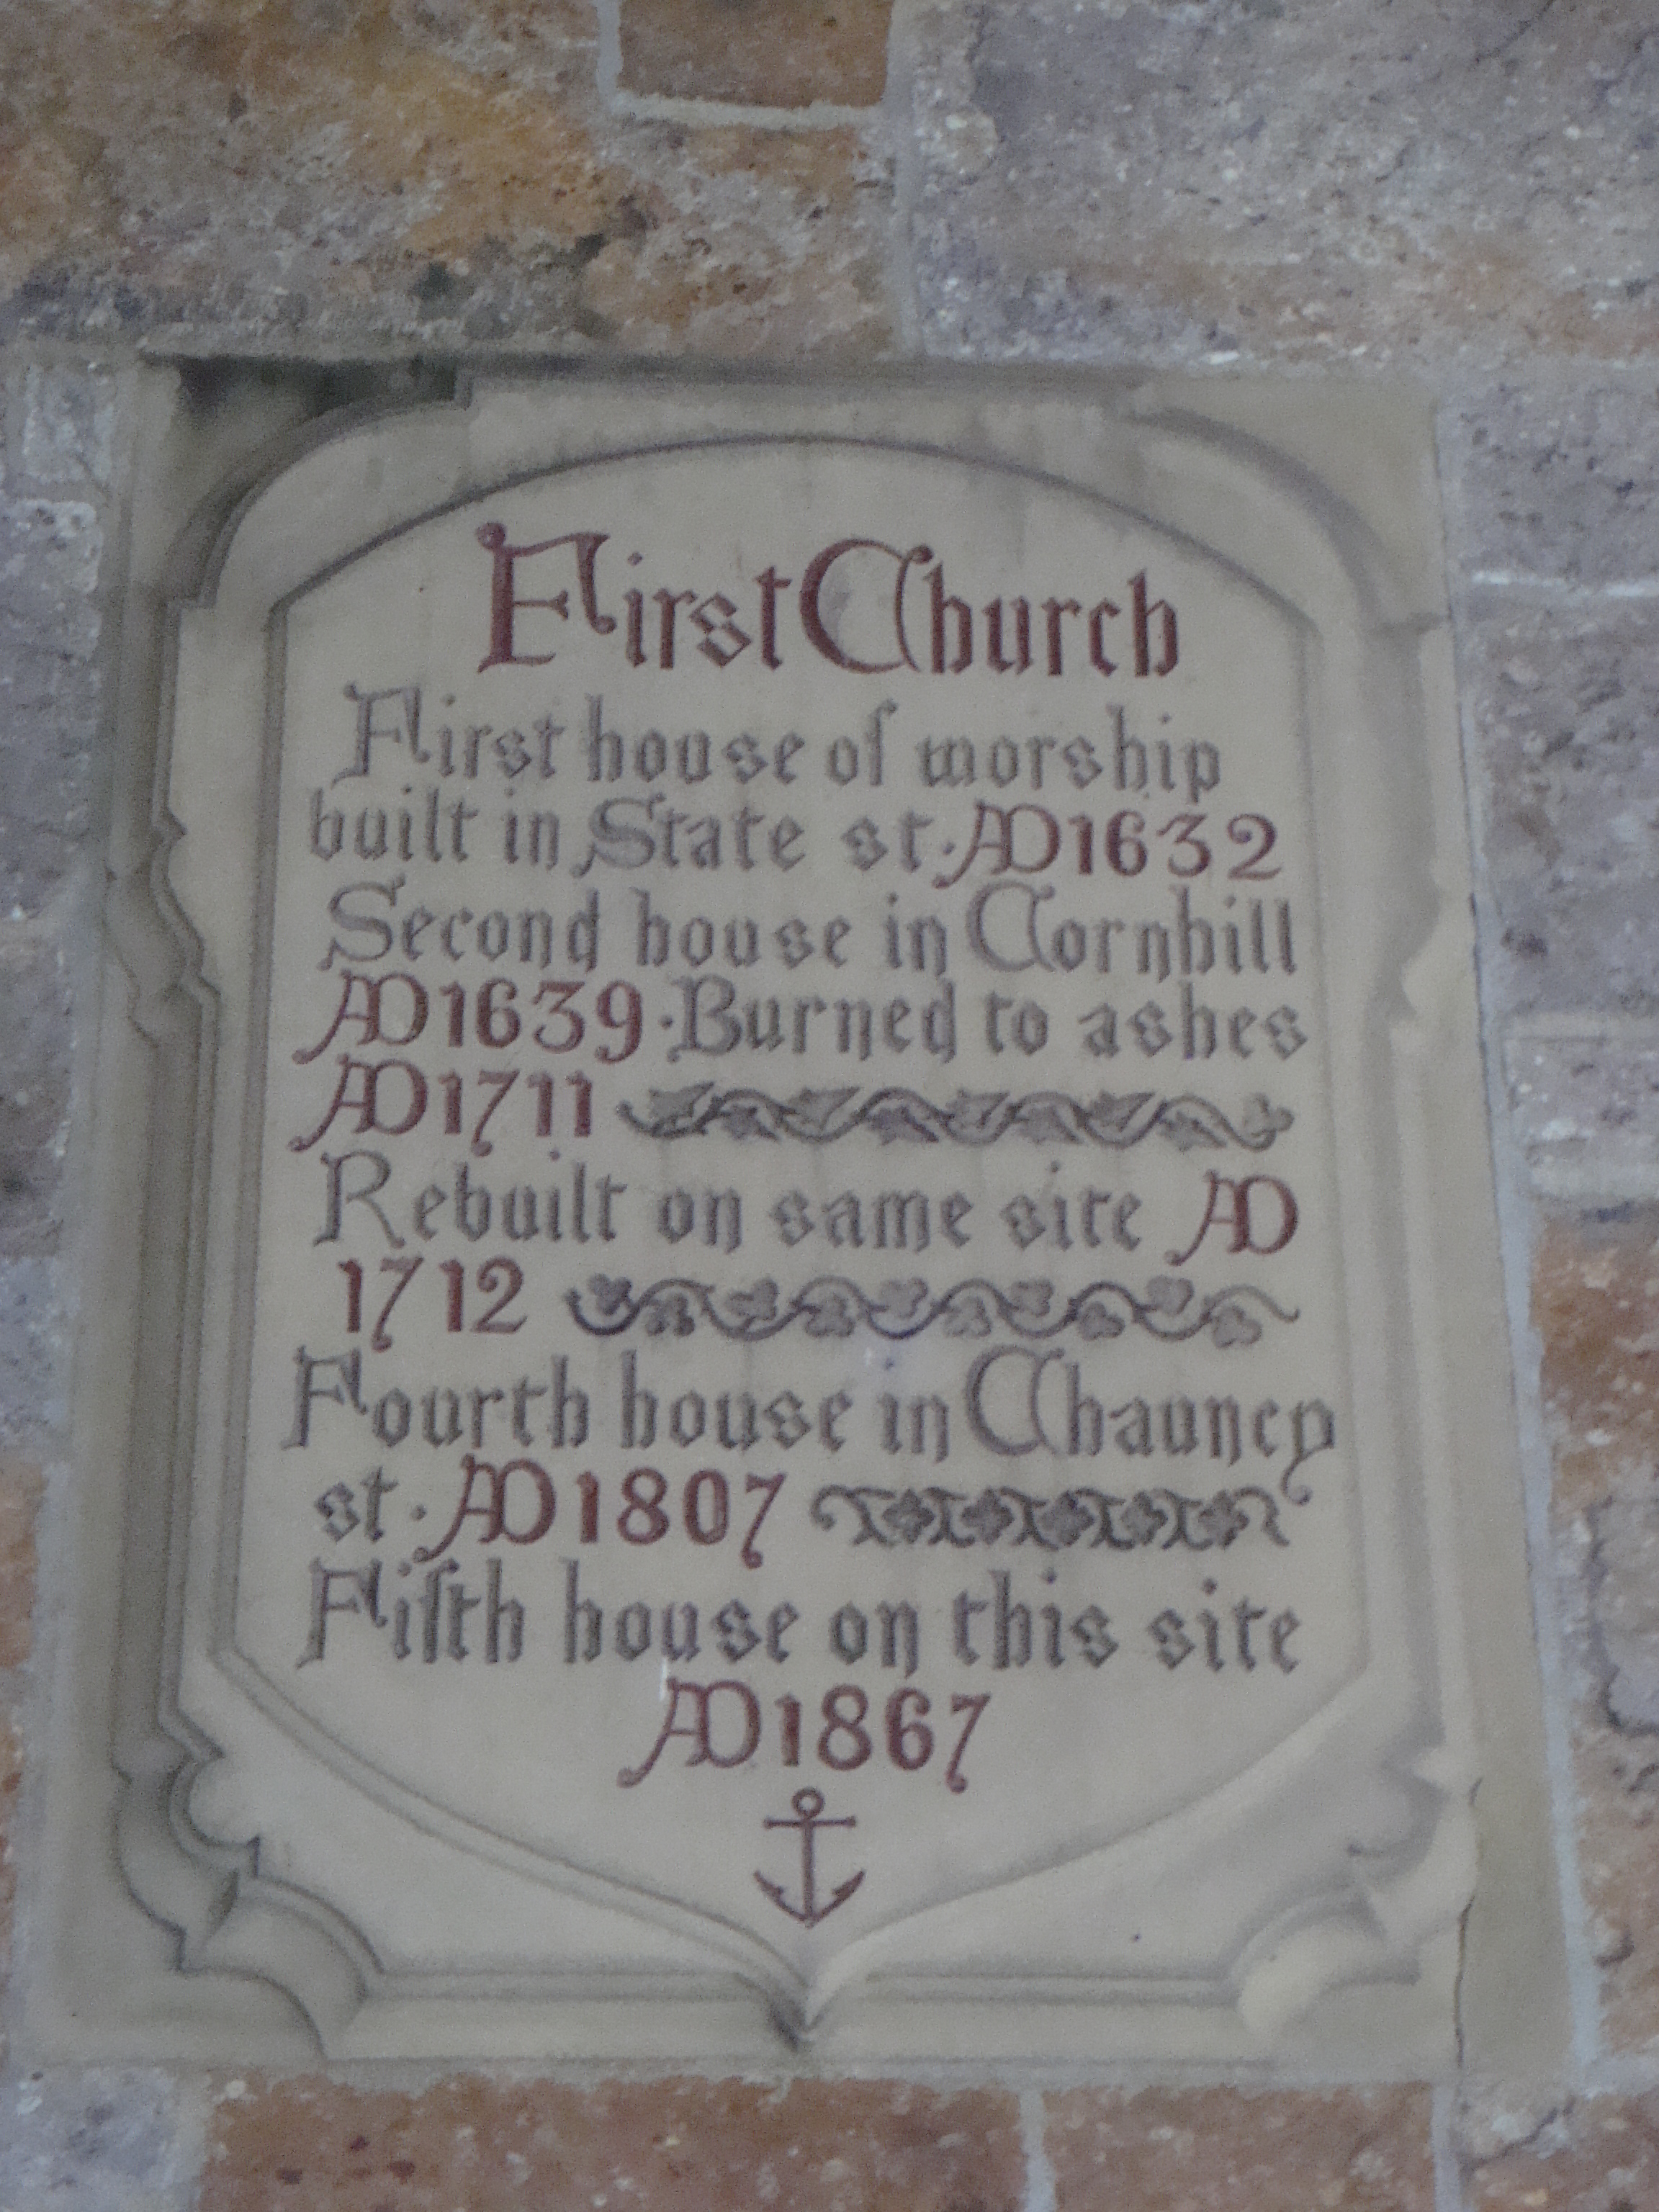 First Church
First house of worship
built in State st. AD 1632
Second house in Cornhill
AD 1639. Burned to ashes
AD 1711
Rebuilt on same site AD
1712
Fourth house in Chauncy
st. AD 1807
Fifth house on this site
AD 1867